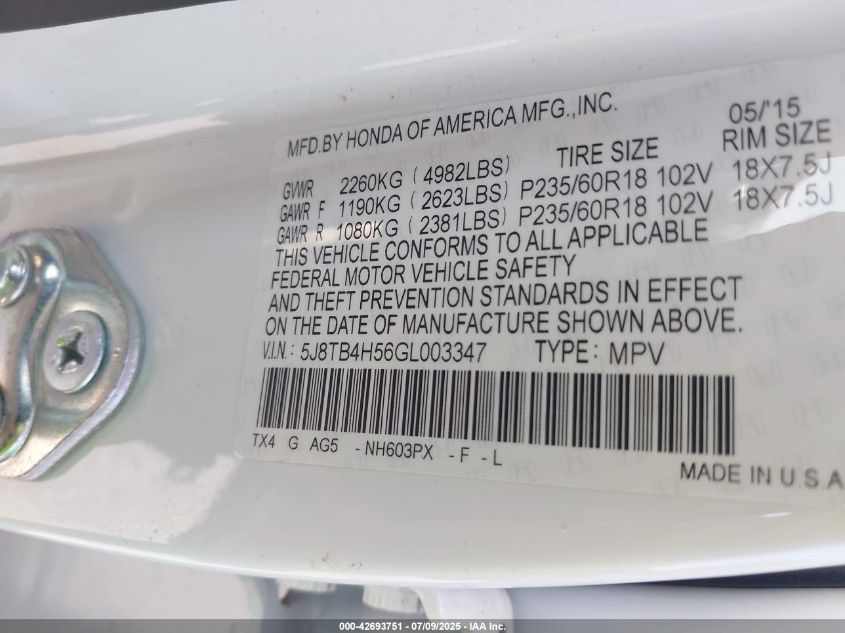 MFD.BY HONDA OF AMERICA MFG.,INC. 05/'15
TIRE SIZE RIM SIZE
GVWR 2260KG ( 4982LBS)
GAWR F 1190KG ( 2623LBS) P235/60R18 102V 18X7.5J
GAWR R 1080KG ( 2381LBS) P235/60R18 102V 18X7.5J
THIS VEHICLE CONFORMS TO ALL APPLICABLE
FEDERAL MOTOR VEHICLE SAFETY
AND THEFT PREVENTION STANDARDS IN EFFECT
ON THE DATE OF MANUFACTURE SHOWN ABOVE.
V.I.N.: 5J8TB4H56GL003347 TYPE: MPV
TX4 G AG5 -NH603PX -F -L
MADE IN U.S.A
000-42693751 | 07/09/2025 | IAA Inc.